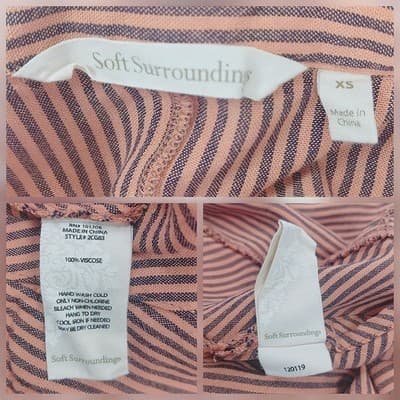 Soft Surroundings
XS
Made in
China
MADE IN CHINA
STYLE# 2CG83
100% VISCOSE
HAND WASH COLD
ONLY NON-CHLORINE
BLEACH WHEN NEEDED
HANG TO DRY
COOL IRON IF NEEDED
MAY BE DRY CLEANED
Soft Surroundings
Soft Surroundings
120119